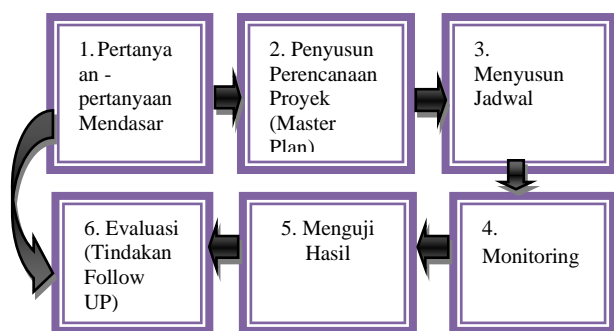 1. Pertanya
an -
pertanyaan
Mendasar
2. Penyusun
Perencanaan
Proyek
(Master
Plan)
3.
Menyusun
Jadwal
6. Evaluasi
(Tindakan
Follow
UP)
5. Menguji
Hasil
4.
Monitoring